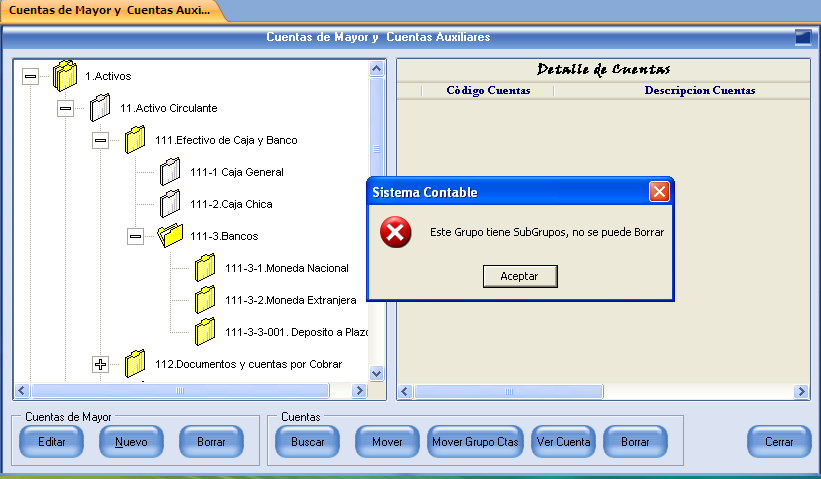 Cuentas de Mayor y Cuentas Auxi...
Cuentas de Mayor y Cuentas Auxiliares
1.Activos
11.Activo Circulante
111.Efectivo de Caja y Banco
111-1 Caja General
111-2.Caja Chica
111-3.Bancos
111-3-1.Moneda Nacional
111-3-2.Moneda Extranjera
111-3-3-001. Deposito a Plazo
112.Documentos y cuentas por Cobrar
Detalle de Cuentas
Código Cuentas
Descripcion Cuentas
Sistema Contable
Este Grupo tiene SubGrupos, no se puede Borrar
Aceptar
Cuentas de Mayor
Editar
Nuevo
Borrar
Cuentas
Buscar
Mover
Mover Grupo Ctas
Ver Cuenta
Borrar
Cerrar